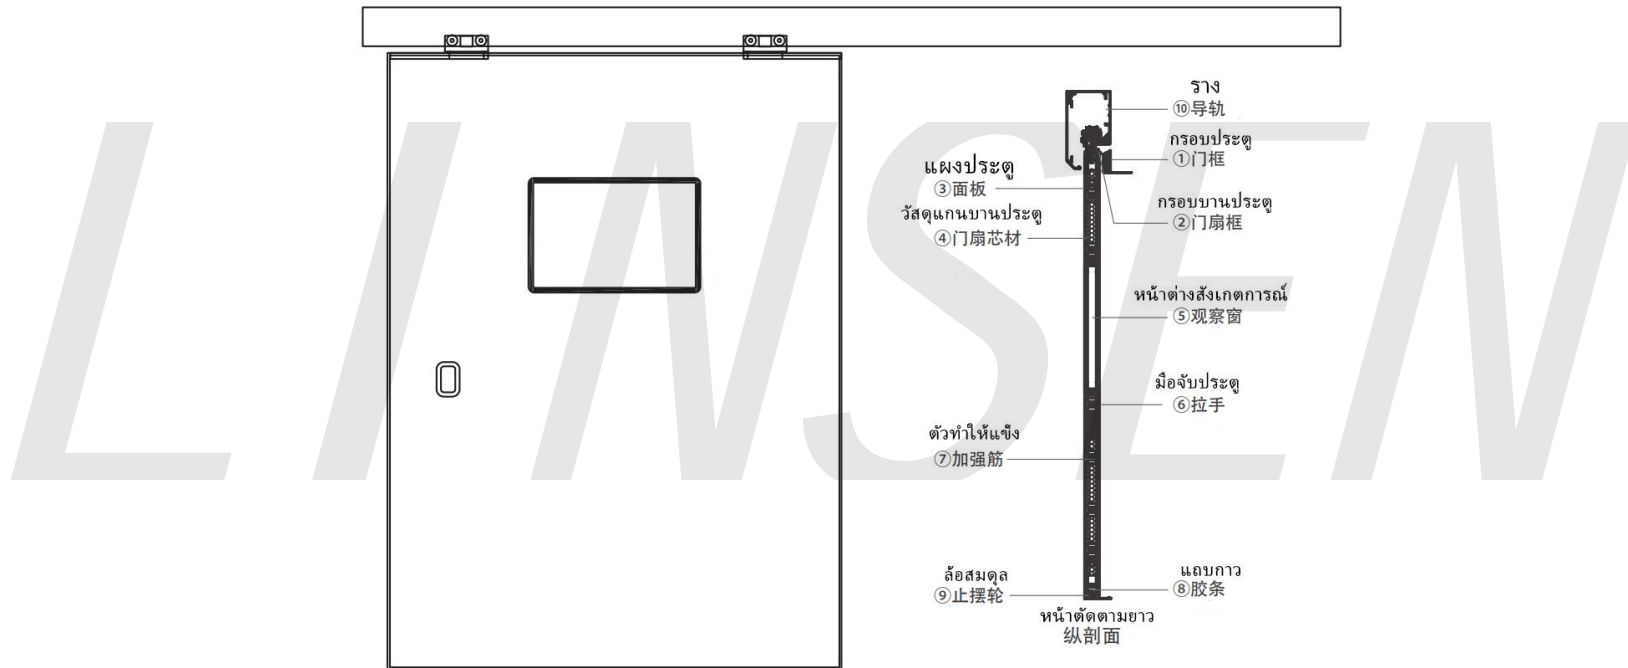 LINSEN
ราง
⑩导轨
กรอบประตู
①门框
แผงประตู
③面板
กรอบบานประตู
②门扇框
วัสดุแกนบานประตู
④门扇芯材
หน้าต่างสังเกตการณ์
⑤观察窗
มือจับประตู
⑥拉手
ตัวทำให้แข็ง
⑦加强筋
ล้อสมดุล
⑨止摆轮
แถบกาว
⑧胶条
หน้าตัดตามยาว
纵剖面